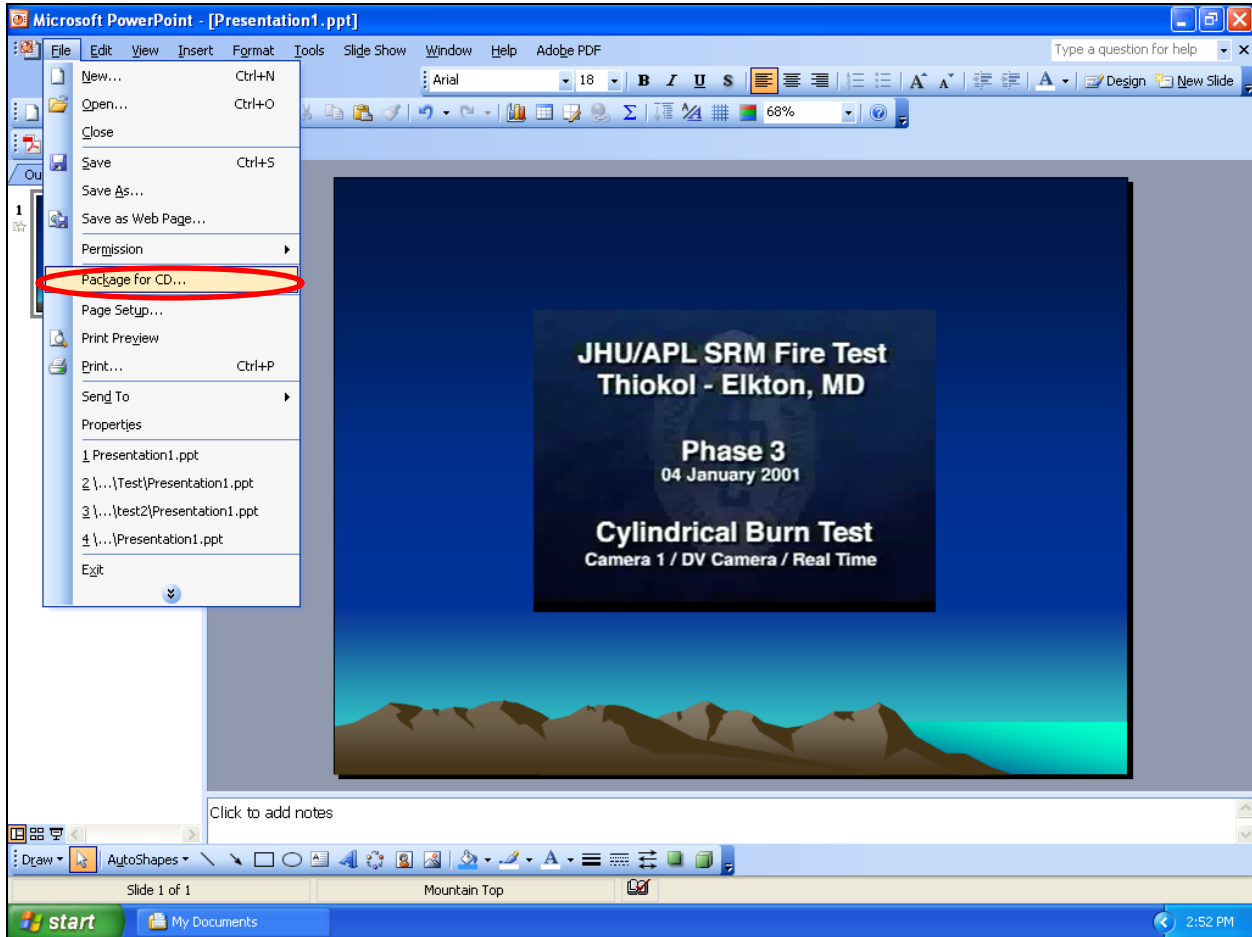 Microsoft PowerPoint - [Presentation1.ppt]
File Edit View Insert Format Tools Slide Show Window Help Adobe PDF Type a question for help
New... Ctrl+N
Arial 18 B I U S A A A Design New Slide
Open... Ctrl+O
68%
Close
Save Ctrl+S
Ou
Save As...
1
Save as Web Page...
Permission
Package for CD...
Page Setup...
Print Preview
Print... Ctrl+P
Send To
Properties
1 Presentation1.ppt
2 \...\Test\Presentation1.ppt
3 \...\test2\Presentation1.ppt
4 \...\Presentation1.ppt
Exit
JHU/APL SRM Fire Test
Thiokol - Elkton, MD
Phase 3
04 January 2001
Cylindrical Burn Test
Camera 1 / DV Camera / Real Time
Click to add notes
Draw AutoShapes A
Slide 1 of 1 Mountain Top
start My Documents 2:52 PM